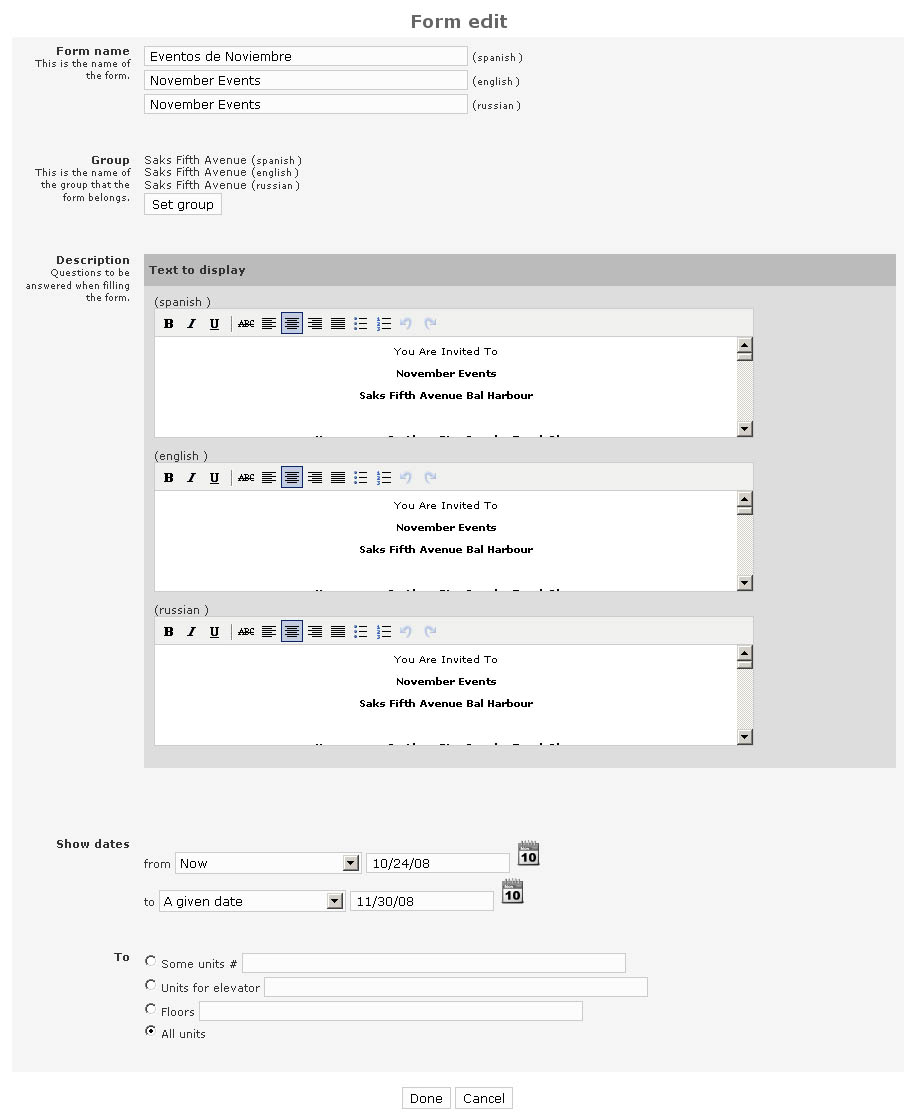 Form edit
Form name
This is the name of
the form.
Eventos de Noviembre (spanish )
November Events (english )
November Events (russian )
Group
This is the name of
the group that the
form belongs.
Saks Fifth Avenue (spanish )
Saks Fifth Avenue (english )
Saks Fifth Avenue (russian )
Set group
Description
Questions to be
answered when filling
the form.
Text to display
(spanish )
B I U ABC
You Are Invited To
November Events
Saks Fifth Avenue Bal Harbour
(english )
B I U ABC
You Are Invited To
November Events
Saks Fifth Avenue Bal Harbour
(russian )
B I U ABC
You Are Invited To
November Events
Saks Fifth Avenue Bal Harbour
Show dates
from Now 10/24/08 10
to A given date 11/30/08 10
To
Some units #
Units for elevator
Floors
All units
Done Cancel